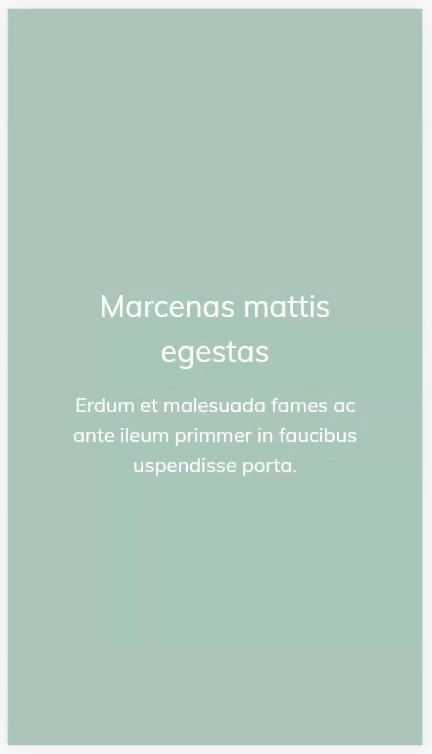 Marcenas mattis
egestas
Erdum et malesuada fames ac
ante ileum primmer in faucibus
uspendisse porta.